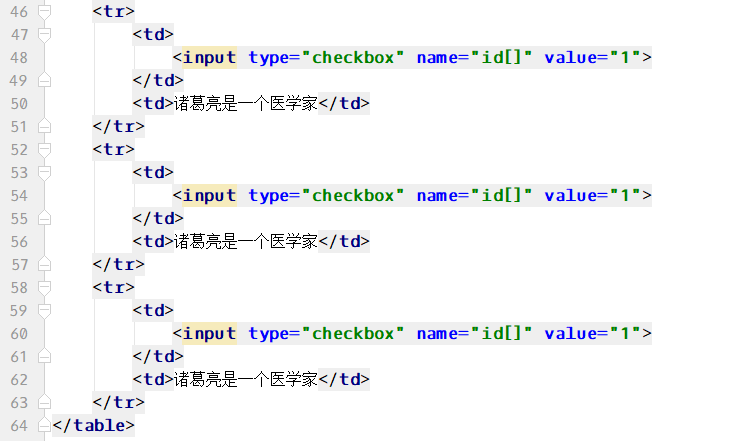 46 <tr>
47 <td>
48 <input type="checkbox" name="id[]" value="1">
49 </td>
50 <td>诸葛亮是一个医学家</td>
51 </tr>
52 <tr>
53 <td>
54 <input type="checkbox" name="id[]" value="1">
55 </td>
56 <td>诸葛亮是一个医学家</td>
57 </tr>
58 <tr>
59 <td>
60 <input type="checkbox" name="id[]" value="1">
61 </td>
62 <td>诸葛亮是一个医学家</td>
63 </tr>
64 </table>